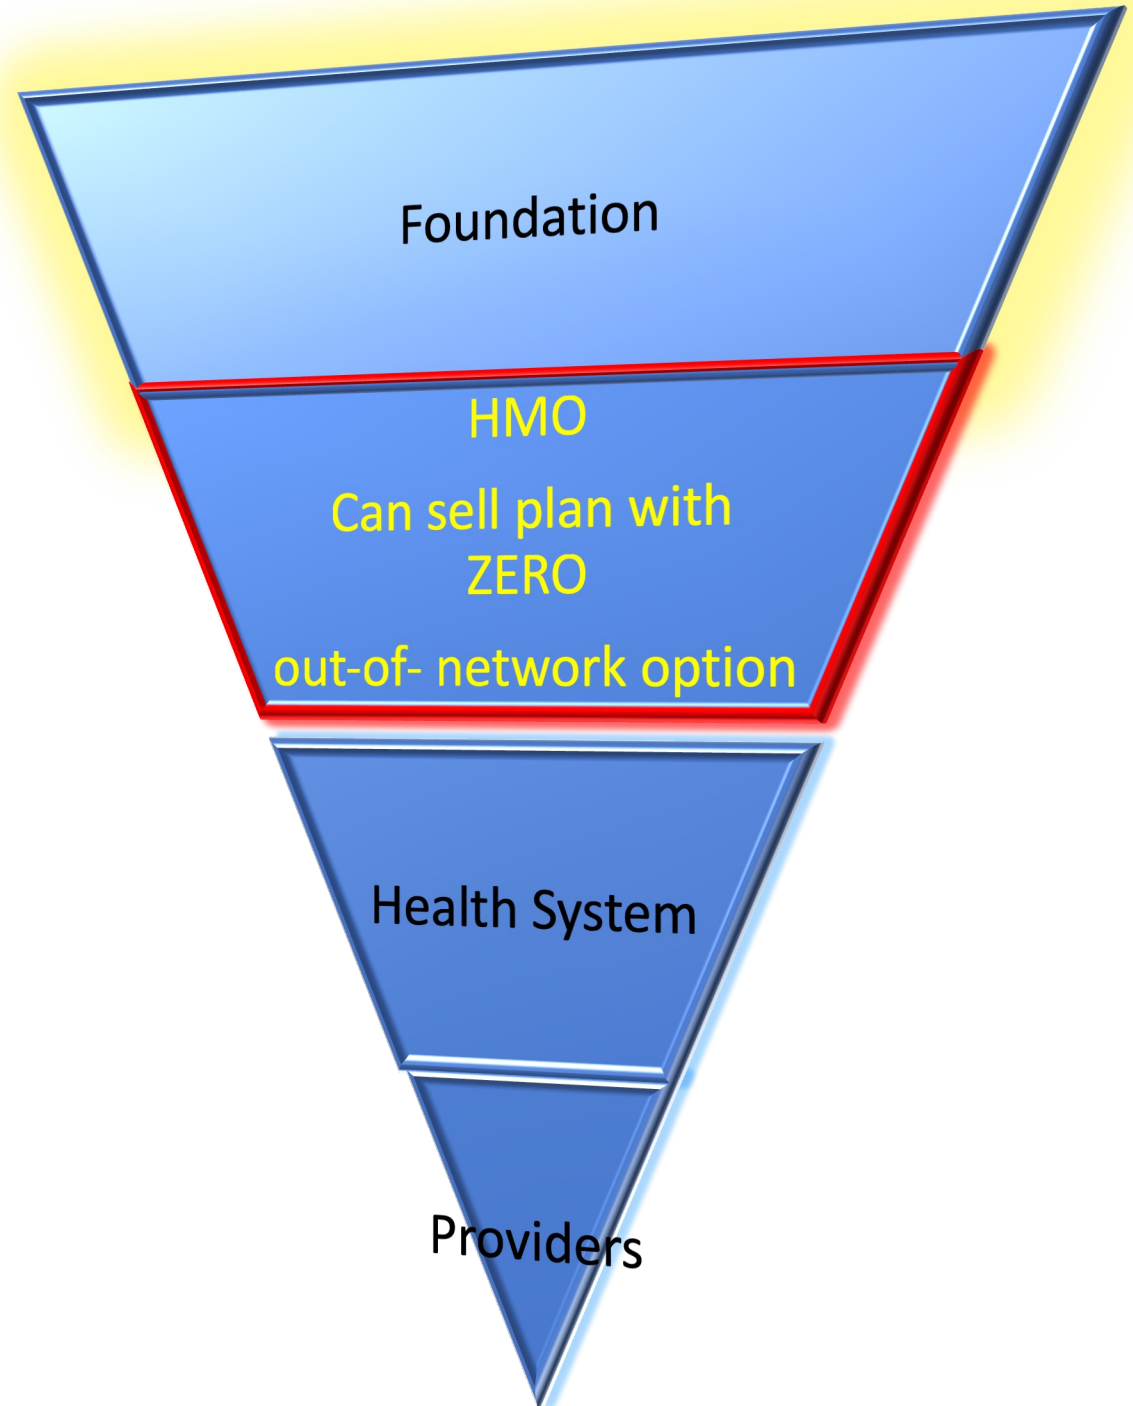 Foundation
HMO
Can sell plan with
ZERO
out-of- network option
Health System
Providers